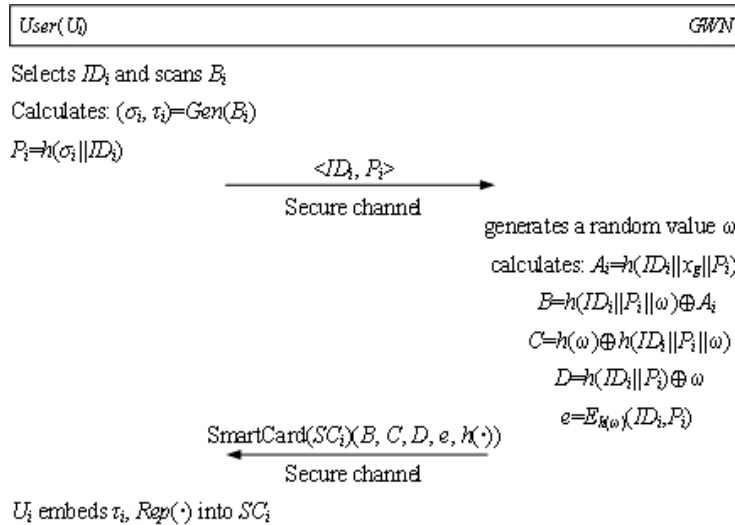 User(Ui) GWN
Selects IDi and scans Bi
Calculates: (σi, τi)=Gen(Bi)
Pi=h(σi||IDi)
<IDi, Pi>
Secure channel
generates a random value ω
calculates: Ai=h(IDi||xg||Pi)
B=h(IDi||Pi||ω)⊕Ai
C=h(ω)⊕h(IDi||Pi||ω)
D=h(IDi||Pi)⊕ω
e=Eh(ω)(IDi,Pi)
SmartCard(SCi)(B, C, D, e, h(·))
Secure channel
Ui embeds τi, Rep(·) into SCi